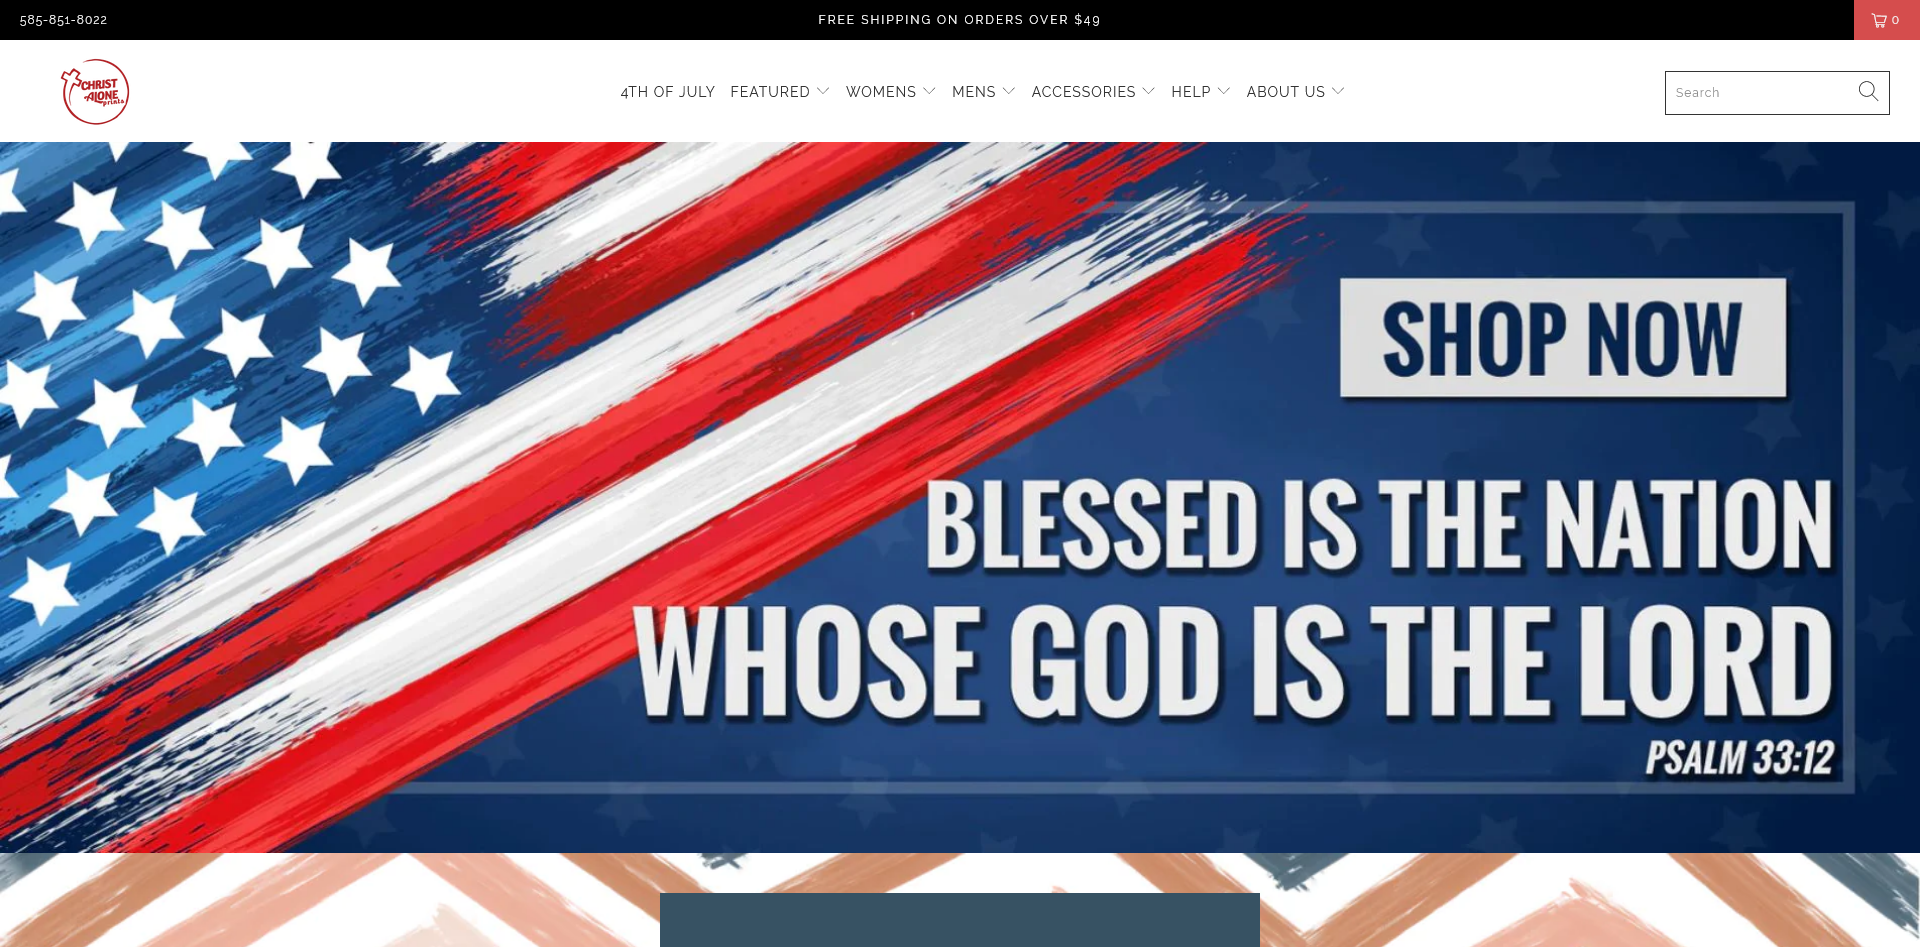 585-851-8022
FREE SHIPPING ON ORDERS OVER $49
0
CHRIST
ALONE
prints
4TH OF JULY FEATURED WOMENS MENS ACCESSORIES HELP ABOUT US
Search
SHOP NOW
BLESSED IS THE NATION
WHOSE GOD IS THE LORD
PSALM 33:12